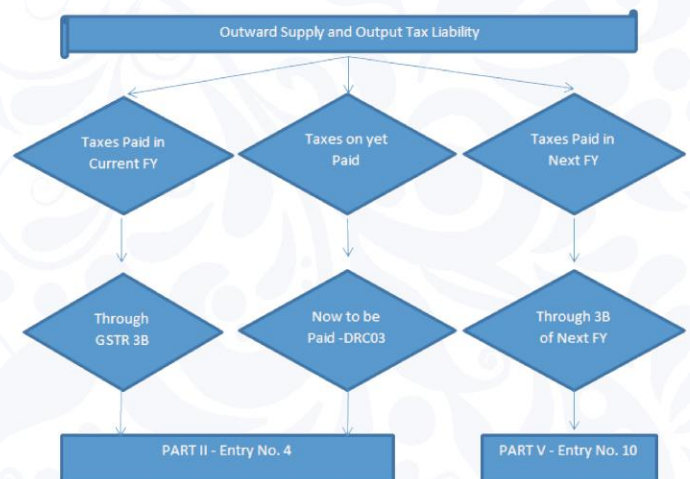 Outward Supply and Output Tax Liability
Taxes Paid in
Current FY
Taxes on yet
Paid
Taxes Paid in
Next FY
Through
GSTR 3B
Now to be
Paid -DRC03
Through 3B
of Next FY
PART II - Entry No. 4
PART V - Entry No. 10